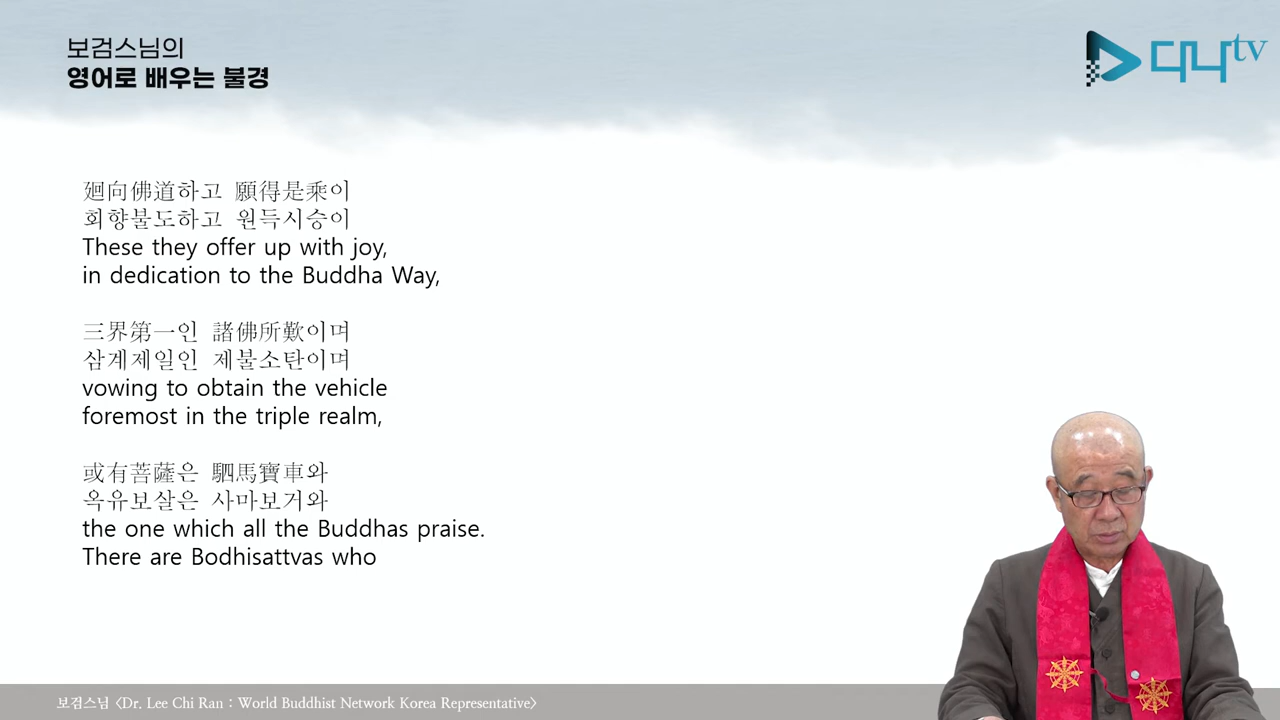 보검스님의
영어로 배우는 불경
디나tv
廻向佛道하고 願得是乘이
회향불도하고 원득시승이
These they offer up with joy,
in dedication to the Buddha Way,
三界第一인 諸佛所歎이며
삼계제일인 제불소탄이며
vowing to obtain the vehicle
foremost in the triple realm,
或有菩薩은 駟馬寶車와
옥유보살은 사마보거와
the one which all the Buddhas praise.
There are Bodhisattvas who
보검스님 <Dr. Lee Chi Ran : World Buddhist Network Korea Representative>